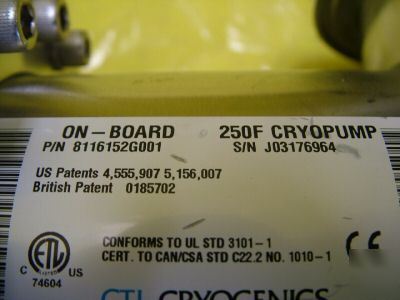 ON-BOARD 250F CRYOPUMP
P/N 8116152G001 S/N J03176964
US Patents 4,555,907 5,156,007
British Patent 0185702
ETL
LISTED
C US
74604
CONFORMS TO UL STD 3101-1
CERT. TO CAN/CSA STD C22.2 NO. 1010-1
CE
CTI CRYOGENICS